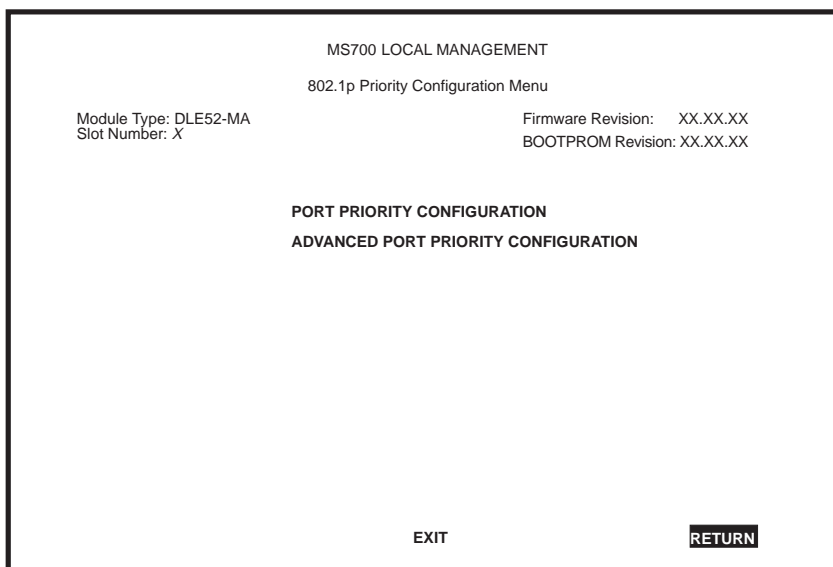 MS700 LOCAL MANAGEMENT
802.1p Priority Configuration Menu
Module Type: DLE52-MA
Slot Number: X
Firmware Revision: XX.XX.XX
BOOTPROM Revision: XX.XX.XX
PORT PRIORITY CONFIGURATION
ADVANCED PORT PRIORITY CONFIGURATION
EXIT
RETURN